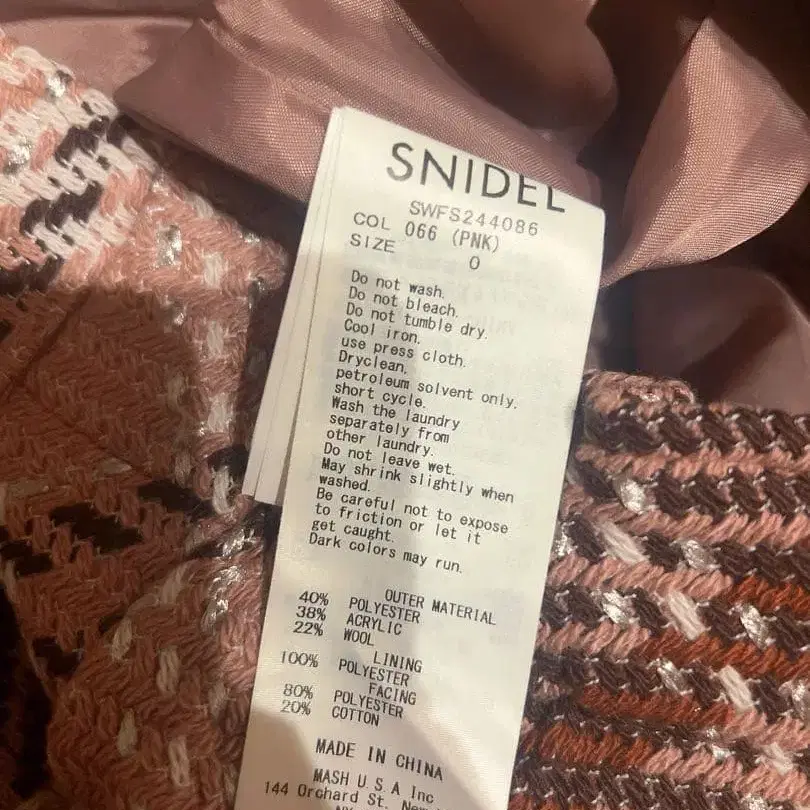 SNIDEL
SWFS244086
COL 066 (PNK)
SIZE 0
Do not wash.
Do not bleach.
Do not tumble dry.
Cool iron.
use press cloth.
Dryclean.
petroleum solvent only.
short cycle.
Wash the laundry
separately from
other laundry.
Do not leave wet.
May shrink slightly when
washed.
Be careful not to expose
to friction or let it
get caught.
Dark colors may run.
OUTER MATERIAL
40% POLYESTER
38% ACRYLIC
22% WOOL
LINING
100% POLYESTER
FACING
80% POLYESTER
20% COTTON
MADE IN CHINA
MASH U S A Inc
144 Orchard St.